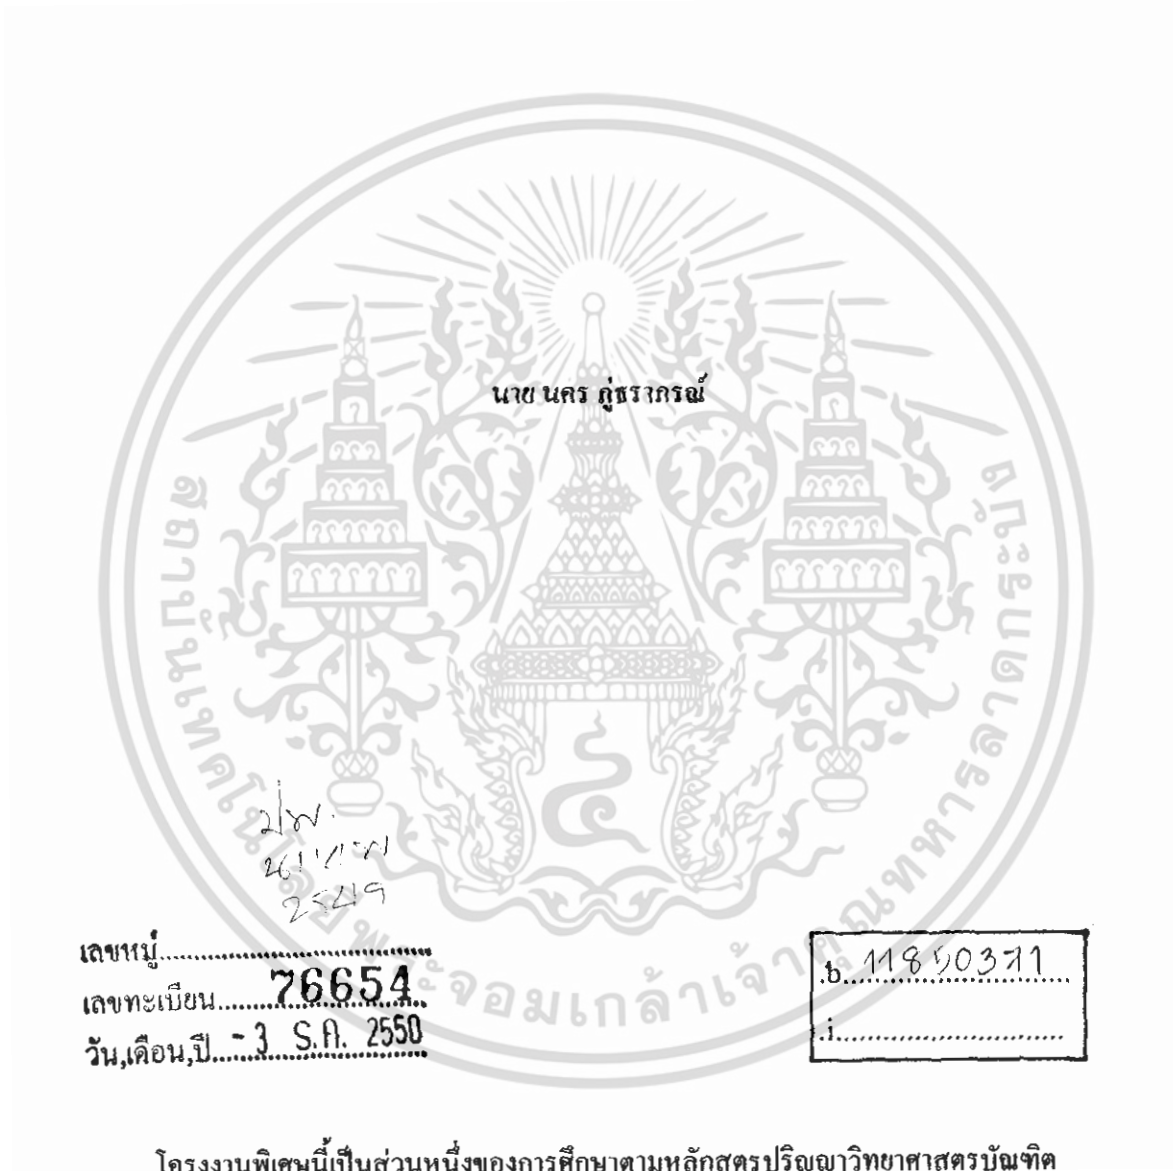 นาย นคร ภู่ธราภรณ์
สถาบันเทคโนโลยีพระจอมเกล้าเจ้าคุณทหารลาดกระบัง
ปพ.
เลขหมู่
เลขทะเบียน 76654
วัน,เดือน,ปี - 3 ธ.ค. 2550
.b. 11850371
.i.
โครงงานพิเศษนี้เป็นส่วนหนึ่งของการศึกษาตามหลักสูตรปริญญาวิทยาศาสตรบัณฑิต